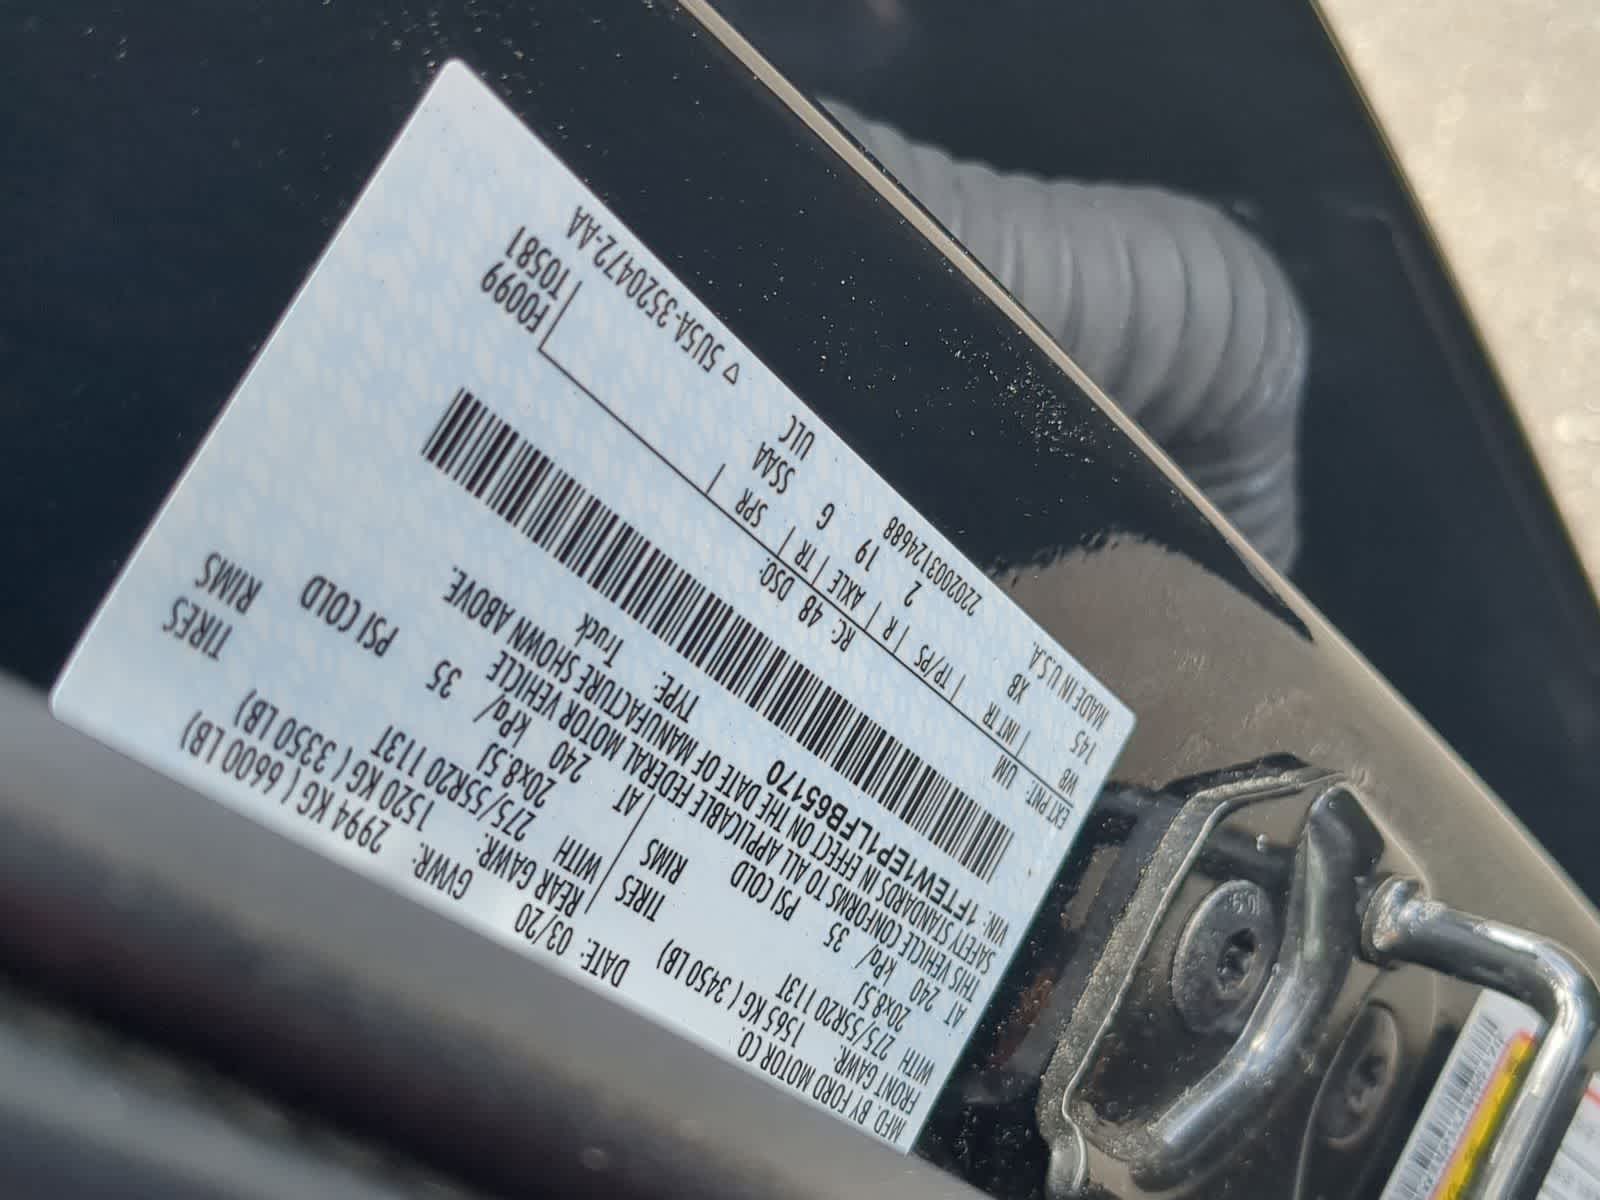 MFD. BY FORD MOTOR CO
DATE: 03/20 GVWR: 2994 KG ( 6600 LB)
FRONT GAWR: 1565 KG ( 3450 LB) REAR GAWR: 1520 KG ( 3350 LB)
WITH 275/55R20 113T TIRES WITH 275/55R20 113T TIRES
20x8.5J RIMS 20x8.5J RIMS
AT 240 kPa/ 35 PSI COLD AT 240 kPa/ 35 PSI COLD
THIS VEHICLE CONFORMS TO ALL APPLICABLE FEDERAL MOTOR VEHICLE
SAFETY STANDARDS IN EFFECT ON THE DATE OF MANUFACTURE SHOWN ABOVE.
VIN: 1FTEW1EP1LFB65170 TYPE: Truck
F0099
T0581
EXT PNT: UM RC: 48 DSO:
WB INT TR TP/PS R AXLE TR SPR
145 XB 2 19 6 SSAA
MADE IN U.S.A. ULC
2202003124688 ▽ 5U5A-3520472-AA